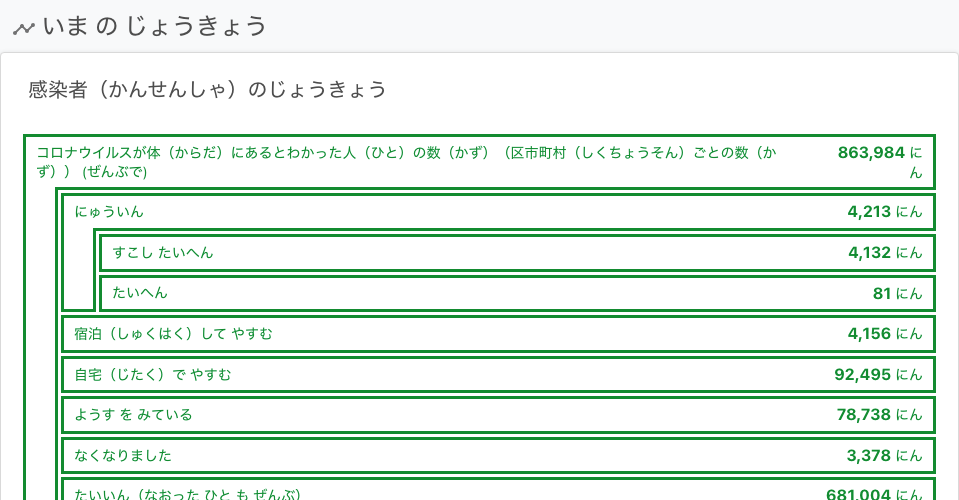 いま の じょうきょう
感染者（かんせんしゃ）のじょうきょう
コロナウイルスが体（からだ）にあるとわかった人（ひと）の数（かず）（区市町村（しくちょうそん）ごとの数（か
ず）） (ぜんぶで)
863,984 に
ん
にゅういん 4,213 にん
すこし たいへん 4,132 にん
たいへん 81 にん
宿泊（しゅくはく）して やすむ 4,156 にん
自宅（じたく）で やすむ 92,495 にん
ようす を みている 78,738 にん
なくなりました 3,378 にん
たいいん（なおった ひと も ぜんぶ） 681,004 にん